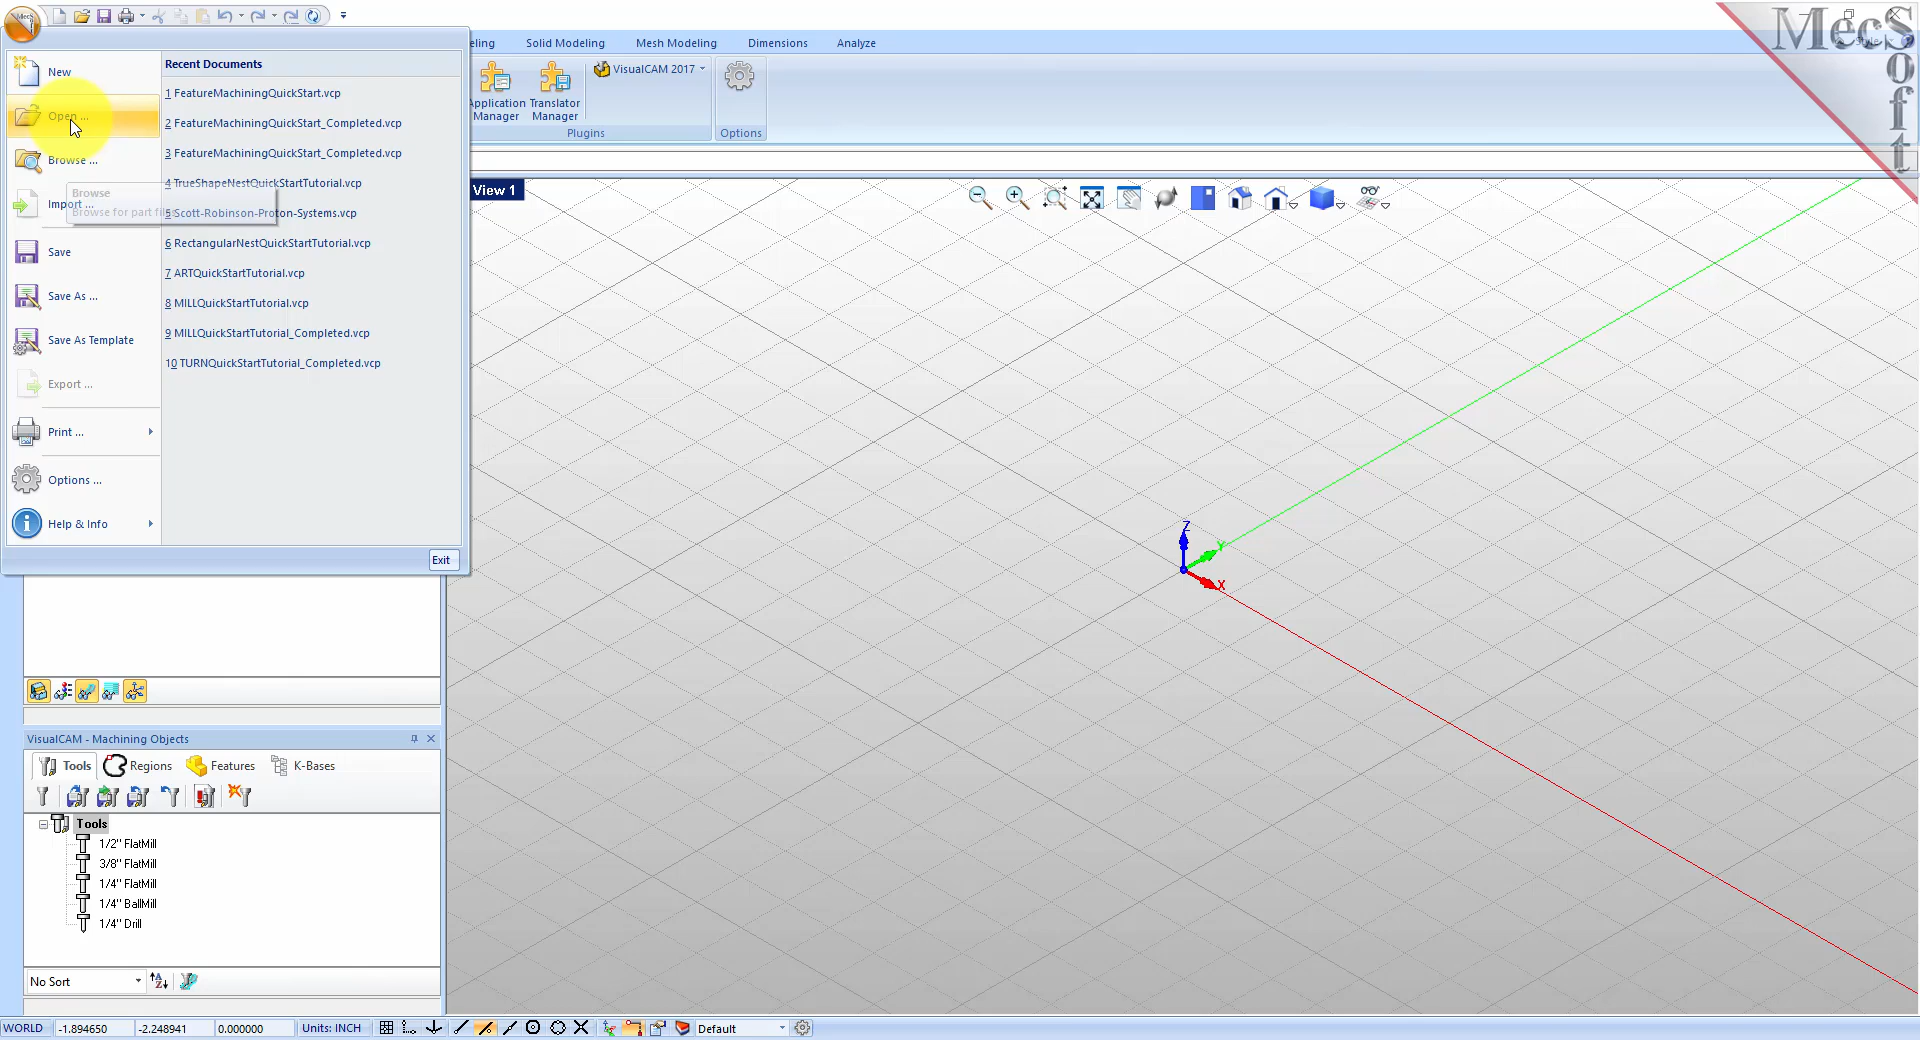 MecSoft
eling
Solid Modeling
Mesh Modeling
Dimensions
Analyze
New
Open ...
Browse ...
Import ...
Save
Save As ...
Save As Template
Export ...
Print ...
Options ...
Help & Info
Browse
Browse for part fil
Recent Documents
1 FeatureMachiningQuickStart.vcp
2 FeatureMachiningQuickStart_Completed.vcp
3 FeatureMachiningQuickStart_Completed.vcp
4 TrueShapeNestQuickStartTutorial.vcp
5 Scott-Robinson-Proton-Systems.vcp
6 RectangularNestQuickStartTutorial.vcp
7 ARTQuickStartTutorial.vcp
8 MILLQuickStartTutorial.vcp
9 MILLQuickStartTutorial_Completed.vcp
10 TURNQuickStartTutorial_Completed.vcp
Exit
Application
Manager
Translator
Manager
VisualCAM 2017
Plugins
Options
View 1
Z
Y
X
VisualCAM - Machining Objects
Tools
Regions
Features
K-Bases
Tools
1/2" FlatMill
3/8" FlatMill
1/4" FlatMill
1/4" BallMill
1/4" Drill
No Sort
WORLD
-1.894650
-2.248941
0.000000
Units: INCH
Default